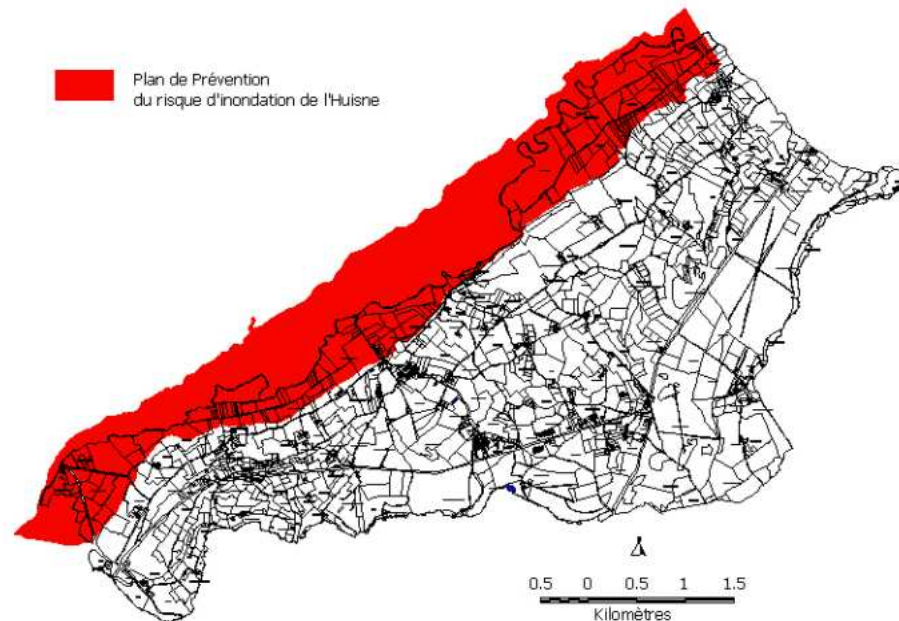 Plan de Prévention
du risque d'inondation de l'Huisne
0.5 0 0.5 1 1.5
Kilomètres